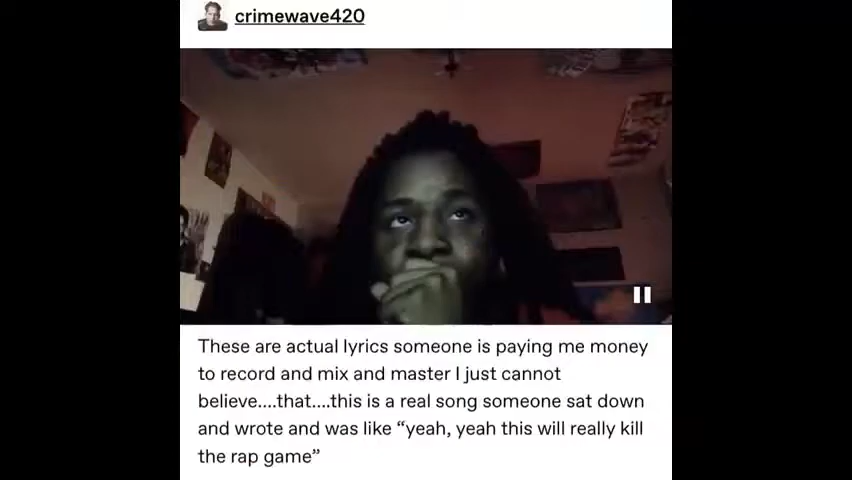 crimewave420
These are actual lyrics someone is paying me money
to record and mix and master I just cannot
believe....that....this is a real song someone sat down
and wrote and was like “yeah, yeah this will really kill
the rap game”